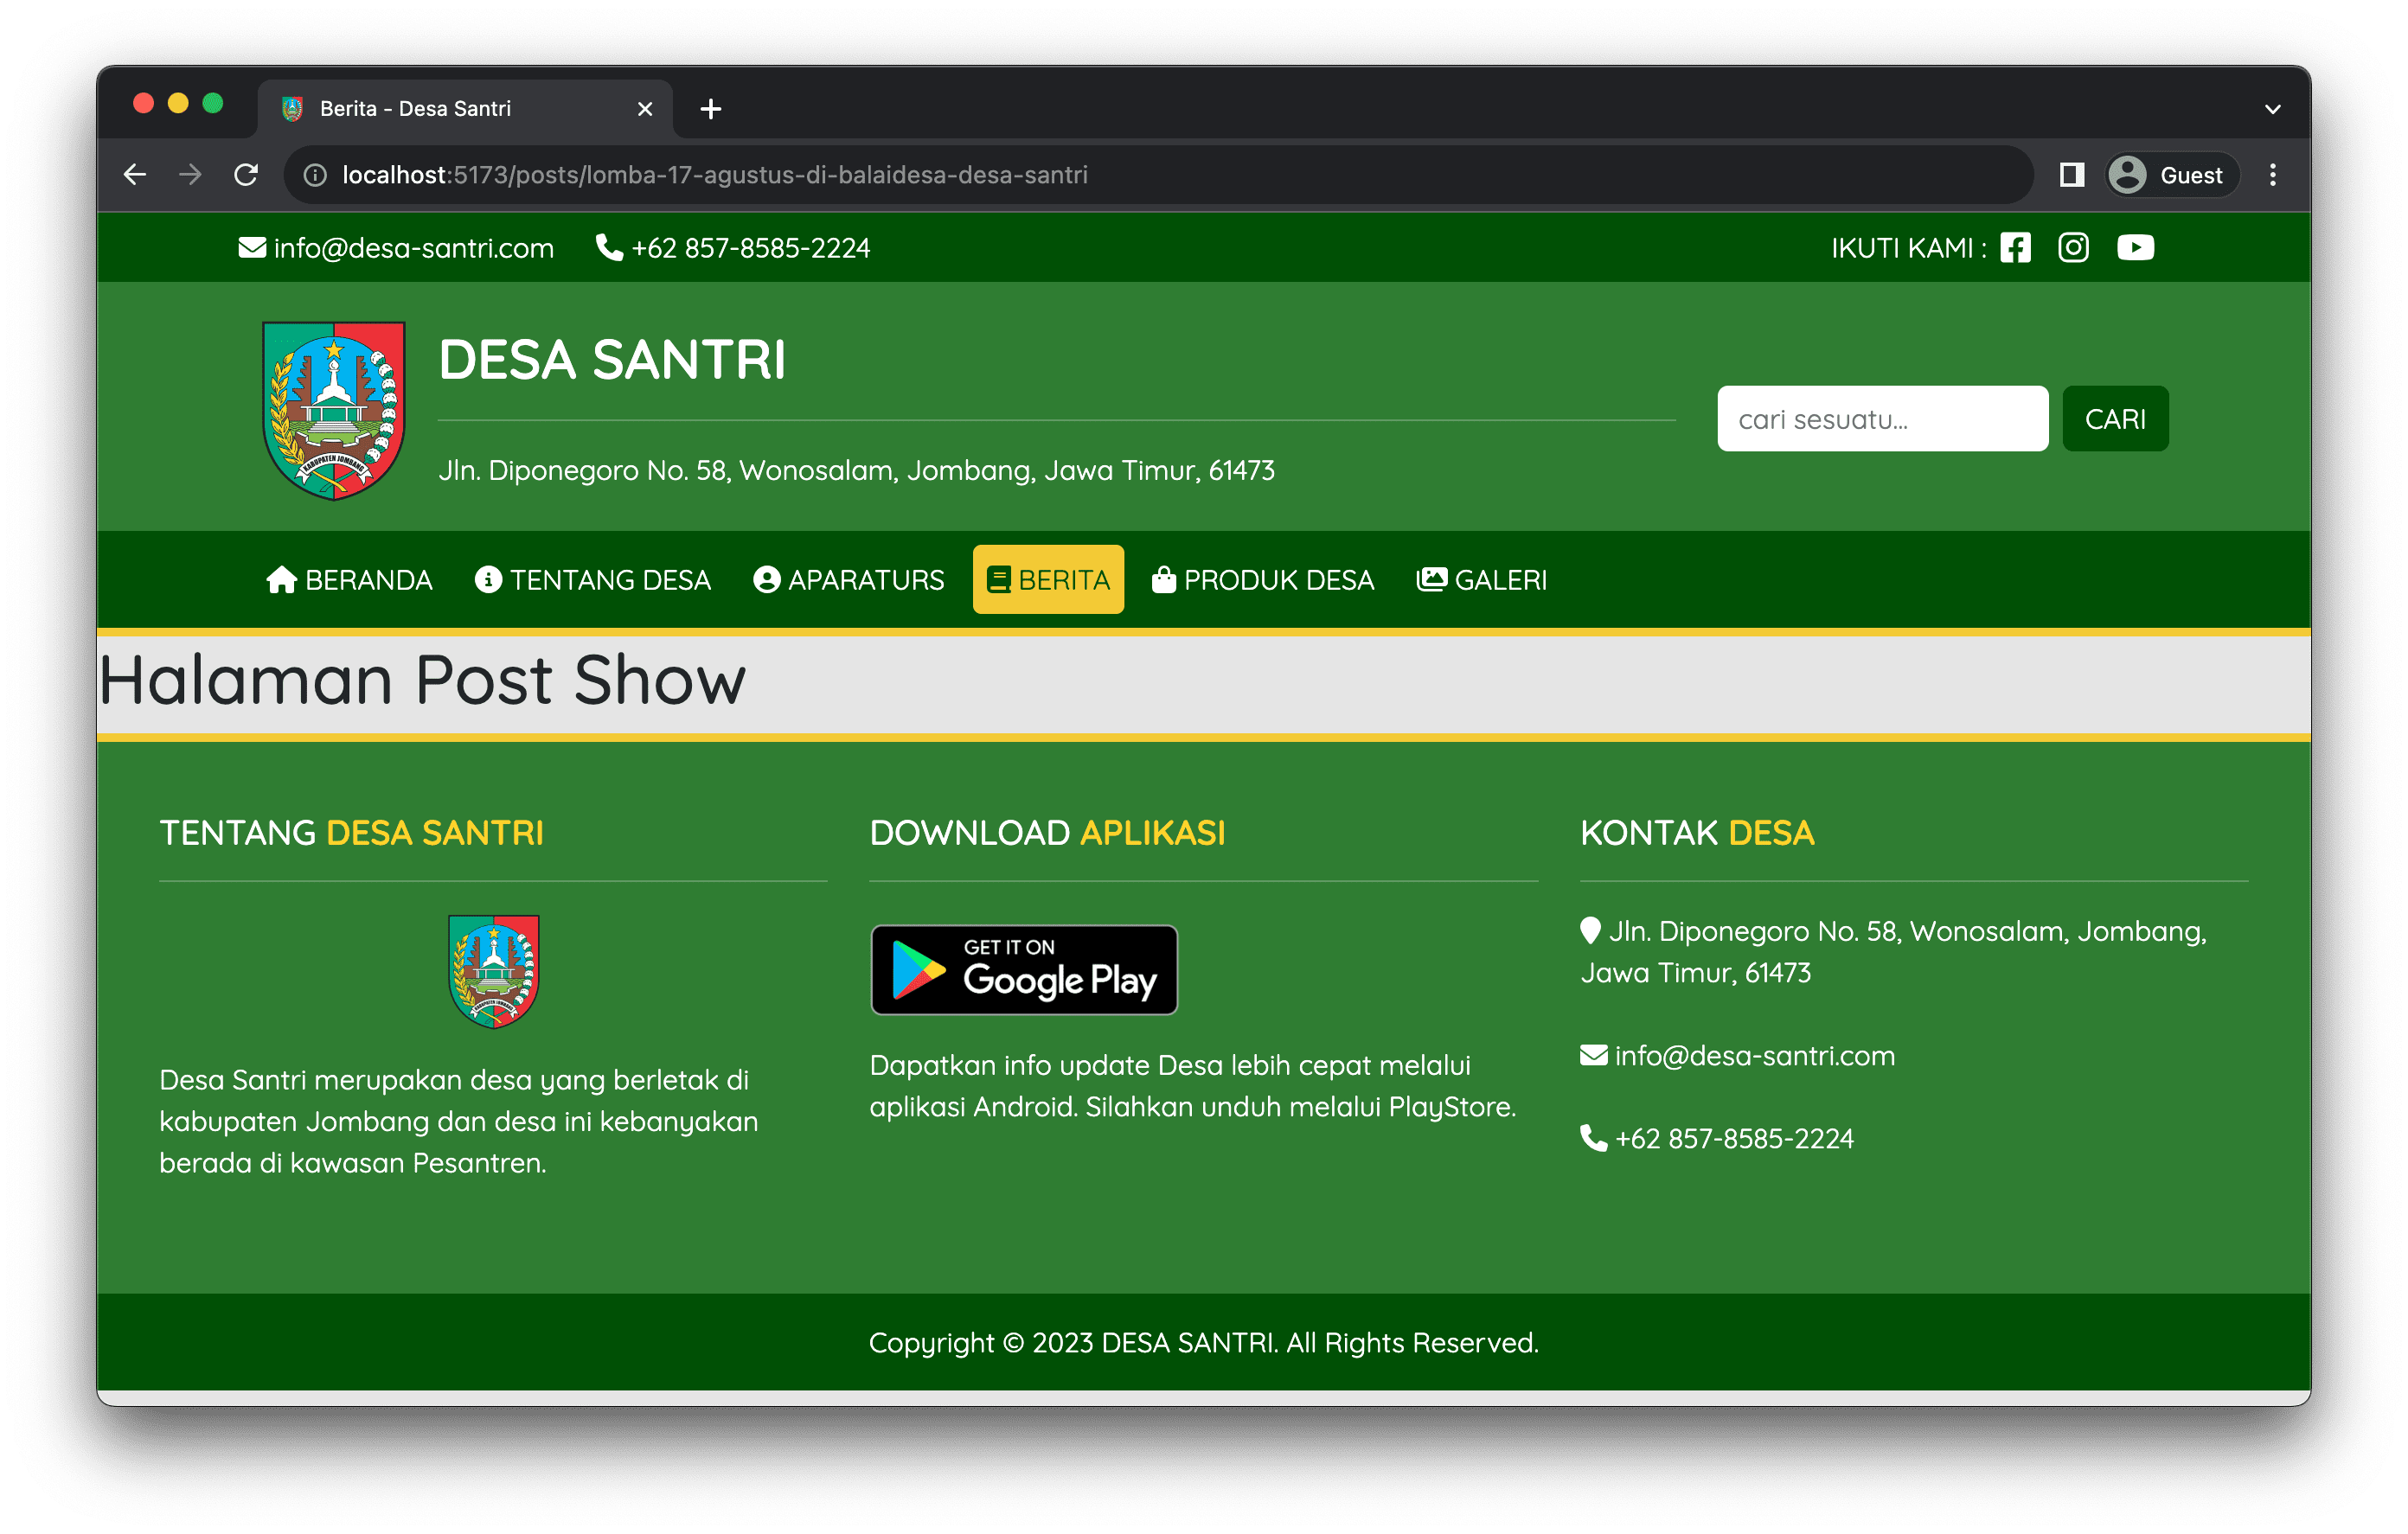 Berita - Desa Santri
localhost:5173/posts/lomba-17-agustus-di-balaidesa-desa-santri
Guest
info@desa-santri.com
+62 857-8585-2224
IKUTI KAMI :
DESA SANTRI
Jln. Diponegoro No. 58, Wonosalam, Jombang, Jawa Timur, 61473
KABUPATEN JOMBANG
cari sesuatu...
CARI
BERANDA
TENTANG DESA
APARATURS
BERITA
PRODUK DESA
GALERI
Halaman Post Show
TENTANG DESA SANTRI
Desa Santri merupakan desa yang berletak di
kabupaten Jombang dan desa ini kebanyakan
berada di kawasan Pesantren.
DOWNLOAD APLIKASI
GET IT ON
Google Play
Dapatkan info update Desa lebih cepat melalui
aplikasi Android. Silahkan unduh melalui PlayStore.
KONTAK DESA
Jln. Diponegoro No. 58, Wonosalam, Jombang,
Jawa Timur, 61473
info@desa-santri.com
+62 857-8585-2224
Copyright © 2023 DESA SANTRI. All Rights Reserved.